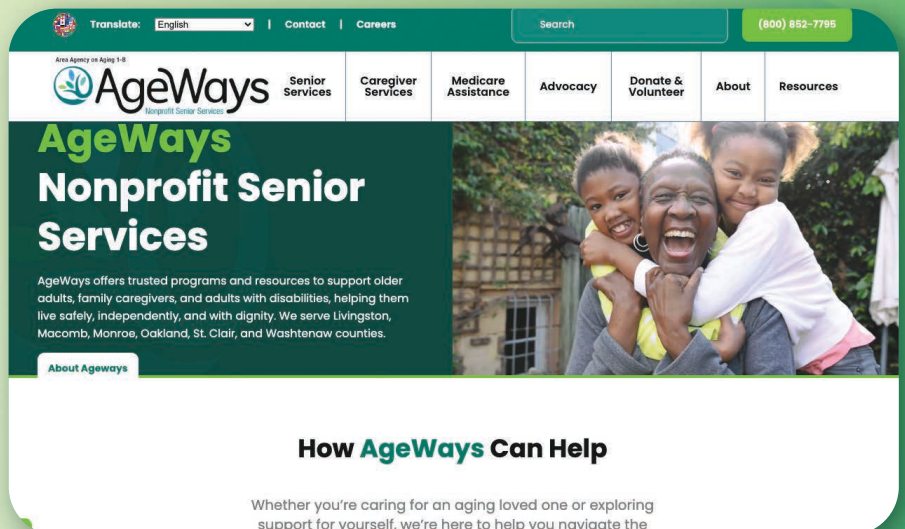 Translate: English | Contact | Careers Search (800) 852-7795
Area Agency on Aging 1-B
AgeWays
Nonprofit Senior Services
Senior Services
Caregiver Services
Medicare Assistance
Advocacy
Donate & Volunteer
About
Resources
AgeWays
Nonprofit Senior
Services
AgeWays offers trusted programs and resources to support older
adults, family caregivers, and adults with disabilities, helping them
live safely, independently, and with dignity. We serve Livingston,
Macomb, Monroe, Oakland, St. Clair, and Washtenaw
counties.
About Ageways
How AgeWays Can Help
Whether you're caring for an aging loved one or exploring
support for yourself, we're here to help you navigate the